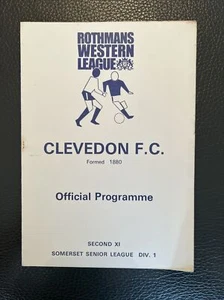 ROTHMANS
WESTERN
LEAGUE
CLEVEDON F.C.
Formed 1880
Official Programme
SECOND XI
SOMERSET SENIOR LEAGUE DIV. 1